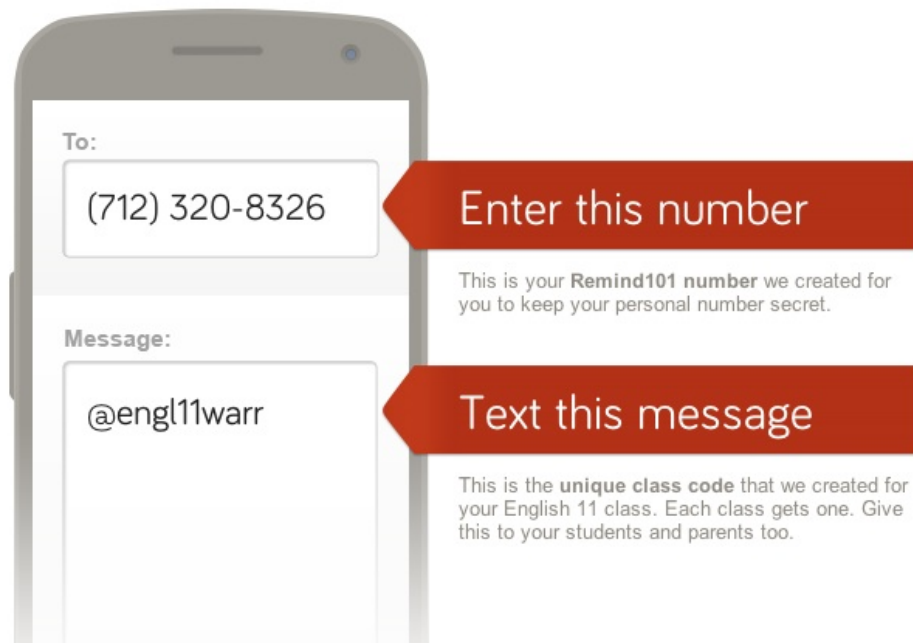 To:
(712) 320-8326
Enter this number
This is your Remind101 number we created for
you to keep your personal number secret.
Message:
@engl11warr
Text this message
This is the unique class code that we created for
your English 11 class. Each class gets one. Give
this to your students and parents too.